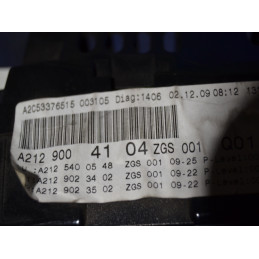 A2C53376515 003105 Diag:1406 02.12.09 08:12
A212 900 41 04 ZGS 001 001
A212 540 05 48 ZGS 001 09-25
A212 902 34 02 ZGS 001 09-22
A212 902 35 02 ZGS 001 09-22